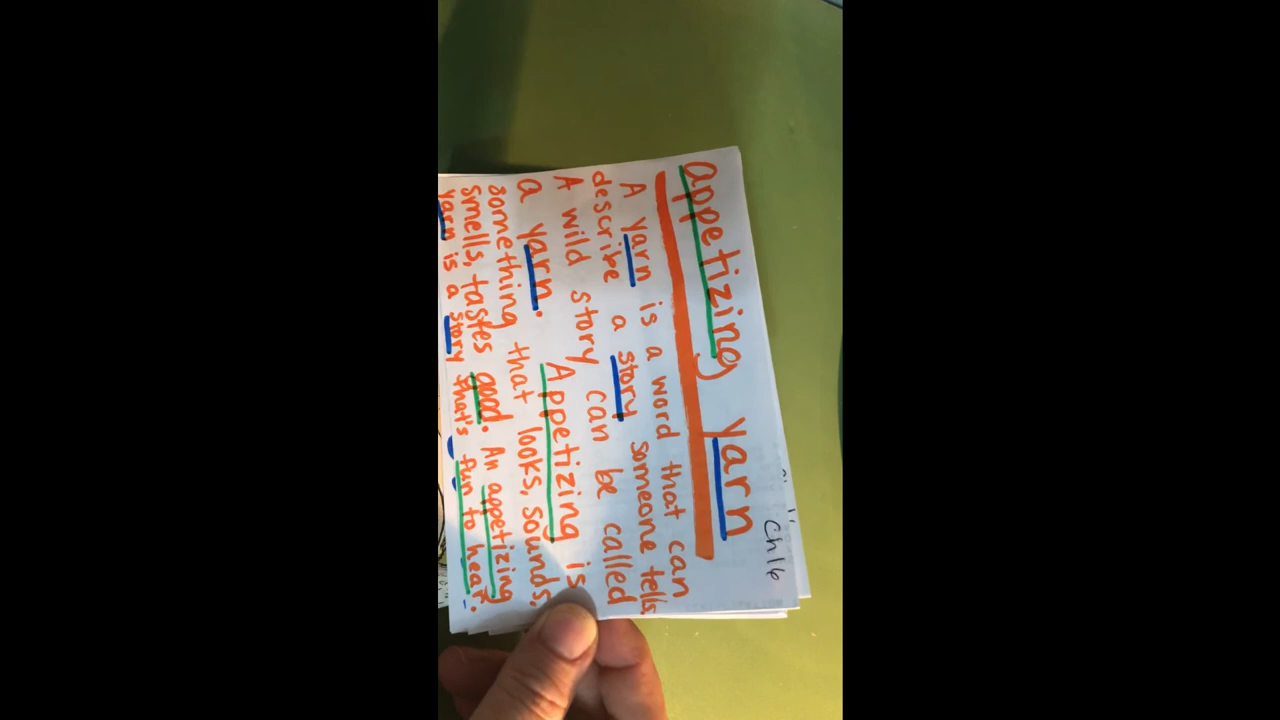 Ch16
appetizing yarn
A yarn is a word that can
describe a story someone tells.
A wild story can be called
a yarn. Appetizing is
something that looks, sounds,
smells, tastes good. An appetizing
yarn is a story that's fun to hear.